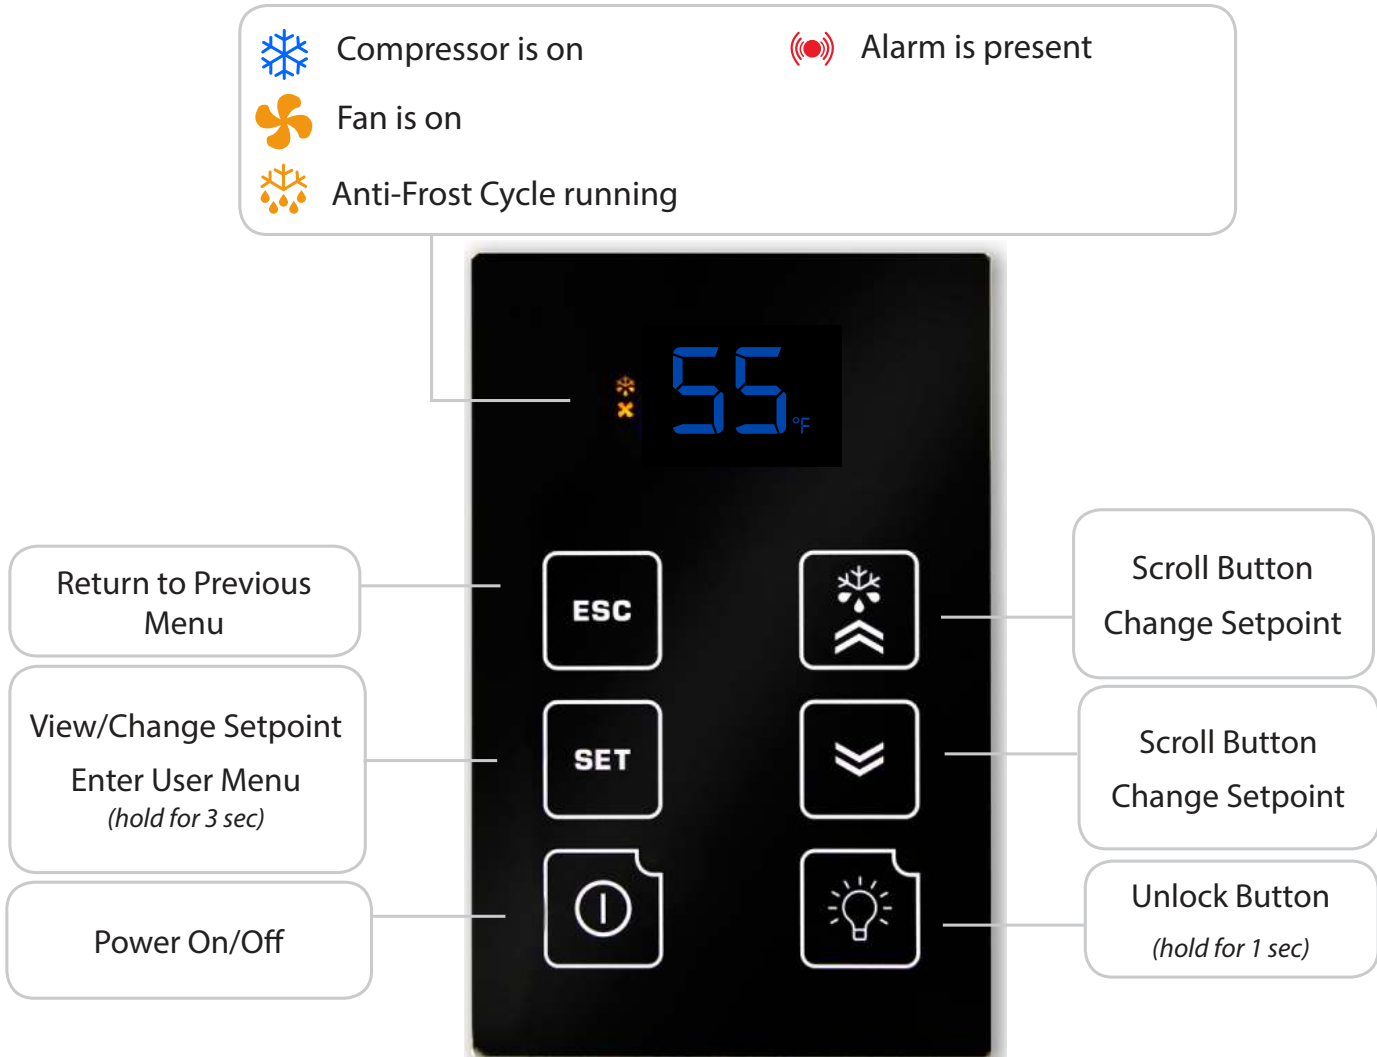 Compressor is on
Alarm is present
Fan is on
Anti-Frost Cycle running
55 °F
Return to Previous
Menu
ESC
Scroll Button
Change Setpoint
View/Change Setpoint
Enter User Menu
(hold for 3 sec)
SET
Scroll Button
Change Setpoint
Power On/Off
Unlock Button
(hold for 1 sec)